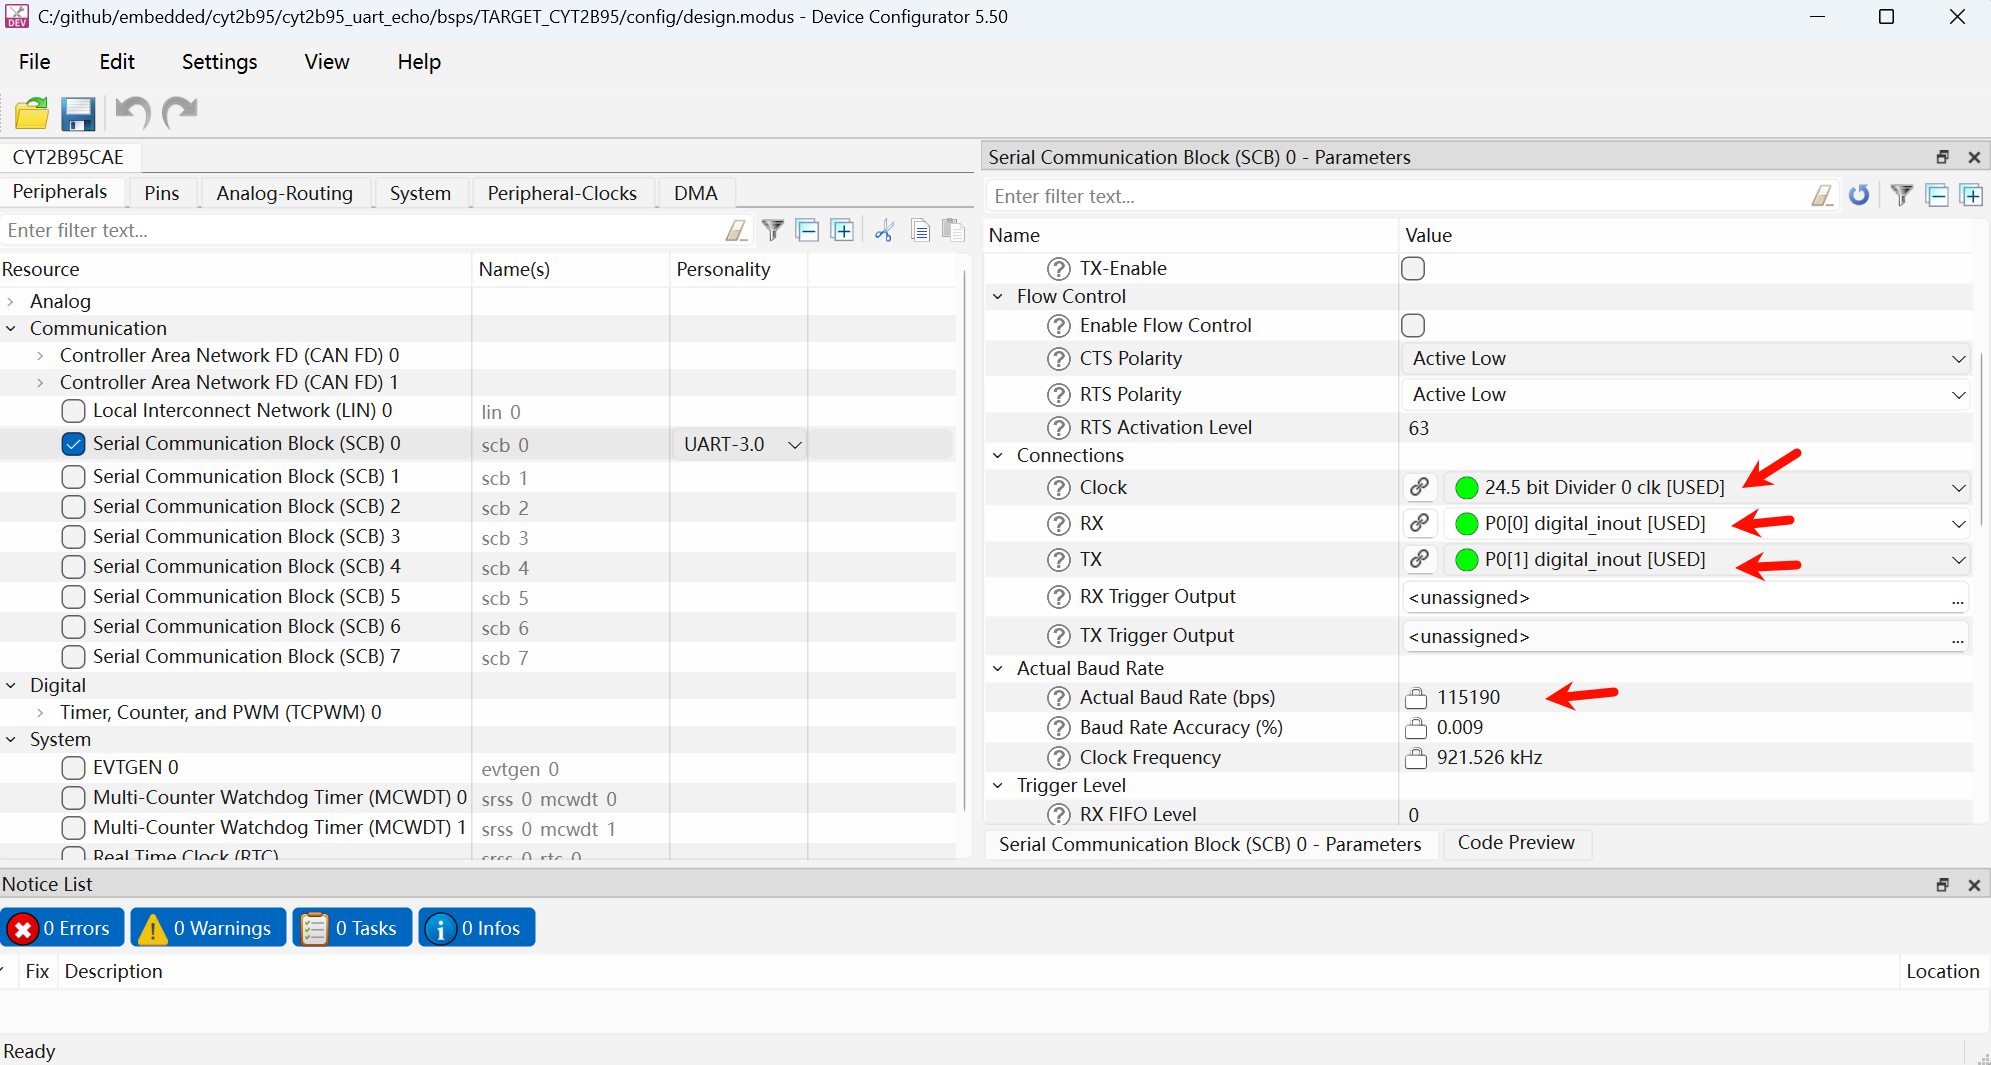 C:/github/embedded/cyt2b95/cyt2b95_uart_echo/bsps/TARGET_CYT2B95/config/design.modus - Device Configurator 5.50
File Edit Settings View Help
CYT2B95CAE
Peripherals Pins Analog-Routing System Peripheral-Clocks DMA
Enter filter text...
Resource Name(s) Personality
Analog
Communication
Controller Area Network FD (CAN FD) 0
Controller Area Network FD (CAN FD) 1
Local Interconnect Network (LIN) 0 lin 0
Serial Communication Block (SCB) 0 scb 0 UART-3.0
Serial Communication Block (SCB) 1 scb 1
Serial Communication Block (SCB) 2 scb 2
Serial Communication Block (SCB) 3 scb 3
Serial Communication Block (SCB) 4 scb 4
Serial Communication Block (SCB) 5 scb 5
Serial Communication Block (SCB) 6 scb 6
Serial Communication Block (SCB) 7 scb 7
Digital
Timer, Counter, and PWM (TCPWM) 0
System
EVTGEN 0 evtgen 0
Multi-Counter Watchdog Timer (MCWDT) 0 srss 0 mcwdt 0
Multi-Counter Watchdog Timer (MCWDT) 1 srss 0 mcwdt 1
Real Time Clock (RTC) srss 0 rtc 0
Serial Communication Block (SCB) 0 - Parameters
Enter filter text...
Name Value
TX-Enable
Flow Control
Enable Flow Control
CTS Polarity Active Low
RTS Polarity Active Low
RTS Activation Level 63
Connections
Clock 24.5 bit Divider 0 clk [USED]
RX P0[0] digital_inout [USED]
TX P0[1] digital_inout [USED]
RX Trigger Output <unassigned> ...
TX Trigger Output <unassigned> ...
Actual Baud Rate
Actual Baud Rate (bps) 115190
Baud Rate Accuracy (%) 0.009
Clock Frequency 921.526 kHz
Trigger Level
RX FIFO Level 0
Serial Communication Block (SCB) 0 - Parameters Code Preview
Notice List
0 Errors 0 Warnings 0 Tasks 0 Infos
Fix Description Location
Ready